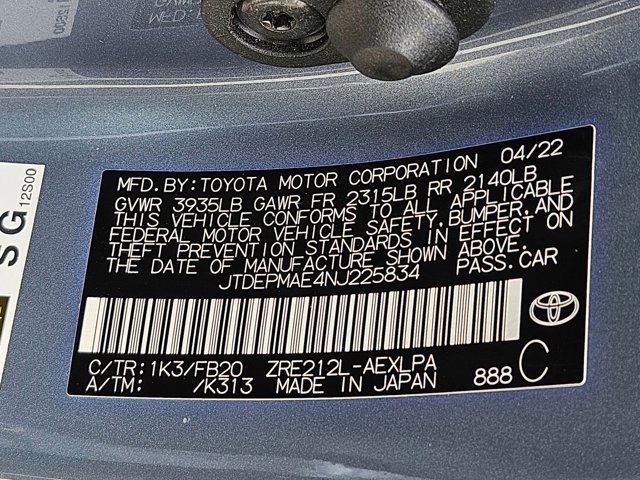 MFD.BY:TOYOTA MOTOR CORPORATION 04/22
GVWR 3935LB GAWR FR 2315LB RR 2140LB
THIS VEHICLE CONFORMS TO ALL APPLICABLE
FEDERAL MOTOR VEHICLE SAFETY,BUMPER,AND
THEFT PREVENTION STANDARDS IN EFFECT ON
THE DATE OF MANUFACTURE SHOWN ABOVE.
JTDEPMAE4NJ225834 PASS.CAR
C/TR:1K3/FB20 ZRE212L-AEXLPA
A/TM: /K313 MADE IN JAPAN 888 C
SG
12S00